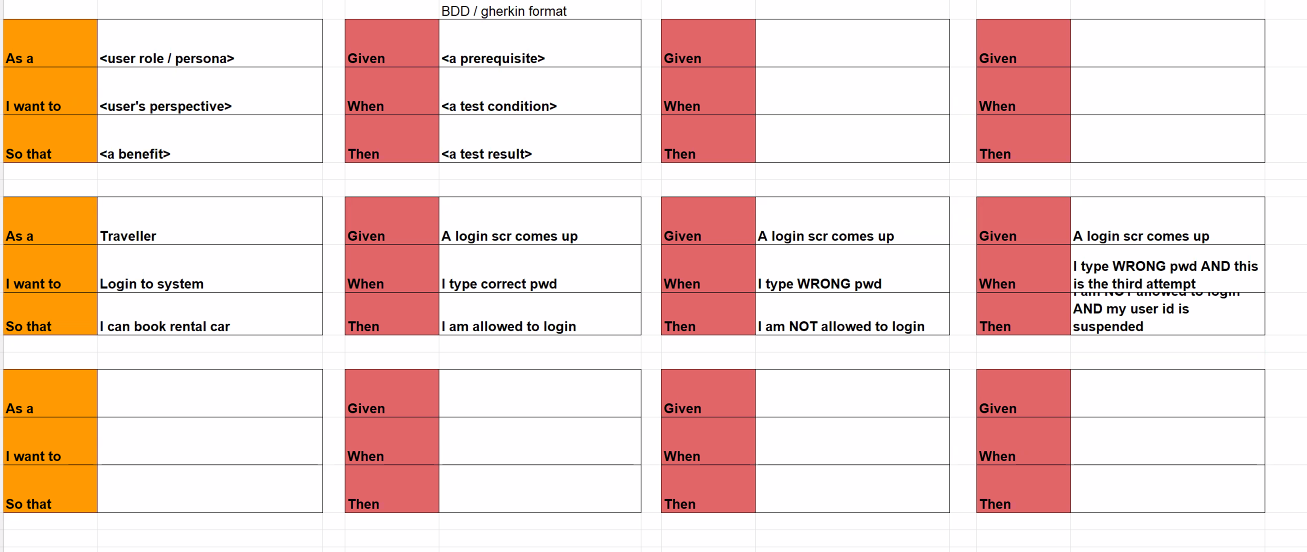 BDD / gherkin format
As a <user role / persona> Given <a prerequisite> Given Given
I want to <user's perspective> When <a test condition> When When
So that <a benefit> Then <a test result> Then Then
As a Traveller Given A login scr comes up Given A login scr comes up Given A login scr comes up
I type WRONG pwd AND this
I want to Login to system When I type correct pwd When I type WRONG pwd When is the third attempt
I am NOT allowed to login
AND my user id is
So that I can book rental car Then I am allowed to login Then I am NOT allowed to login Then suspended
As a Given Given Given
I want to When When When
So that Then Then Then